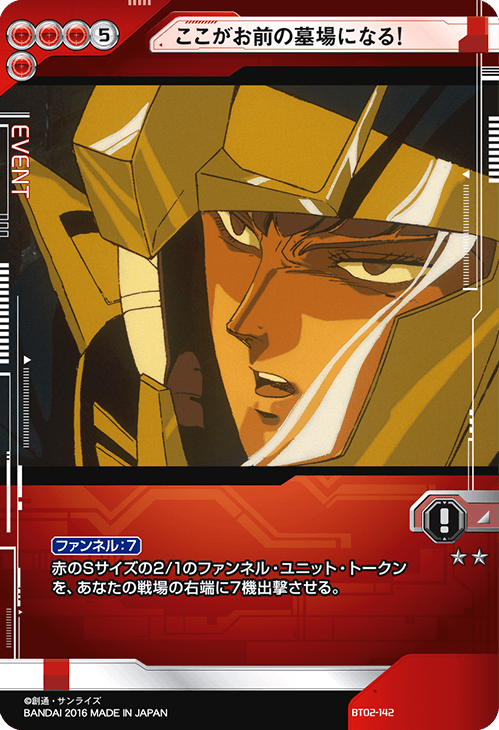 5
ここがお前の墓場になる!
EVENT
ファンネル:7
赤のSサイズの2/1のファンネル・ユニット・トークン
を、あなたの戦場の右端に7機出撃させる。
©創通・サンライズ
BANDAI 2016 MADE IN JAPAN
BT02-142